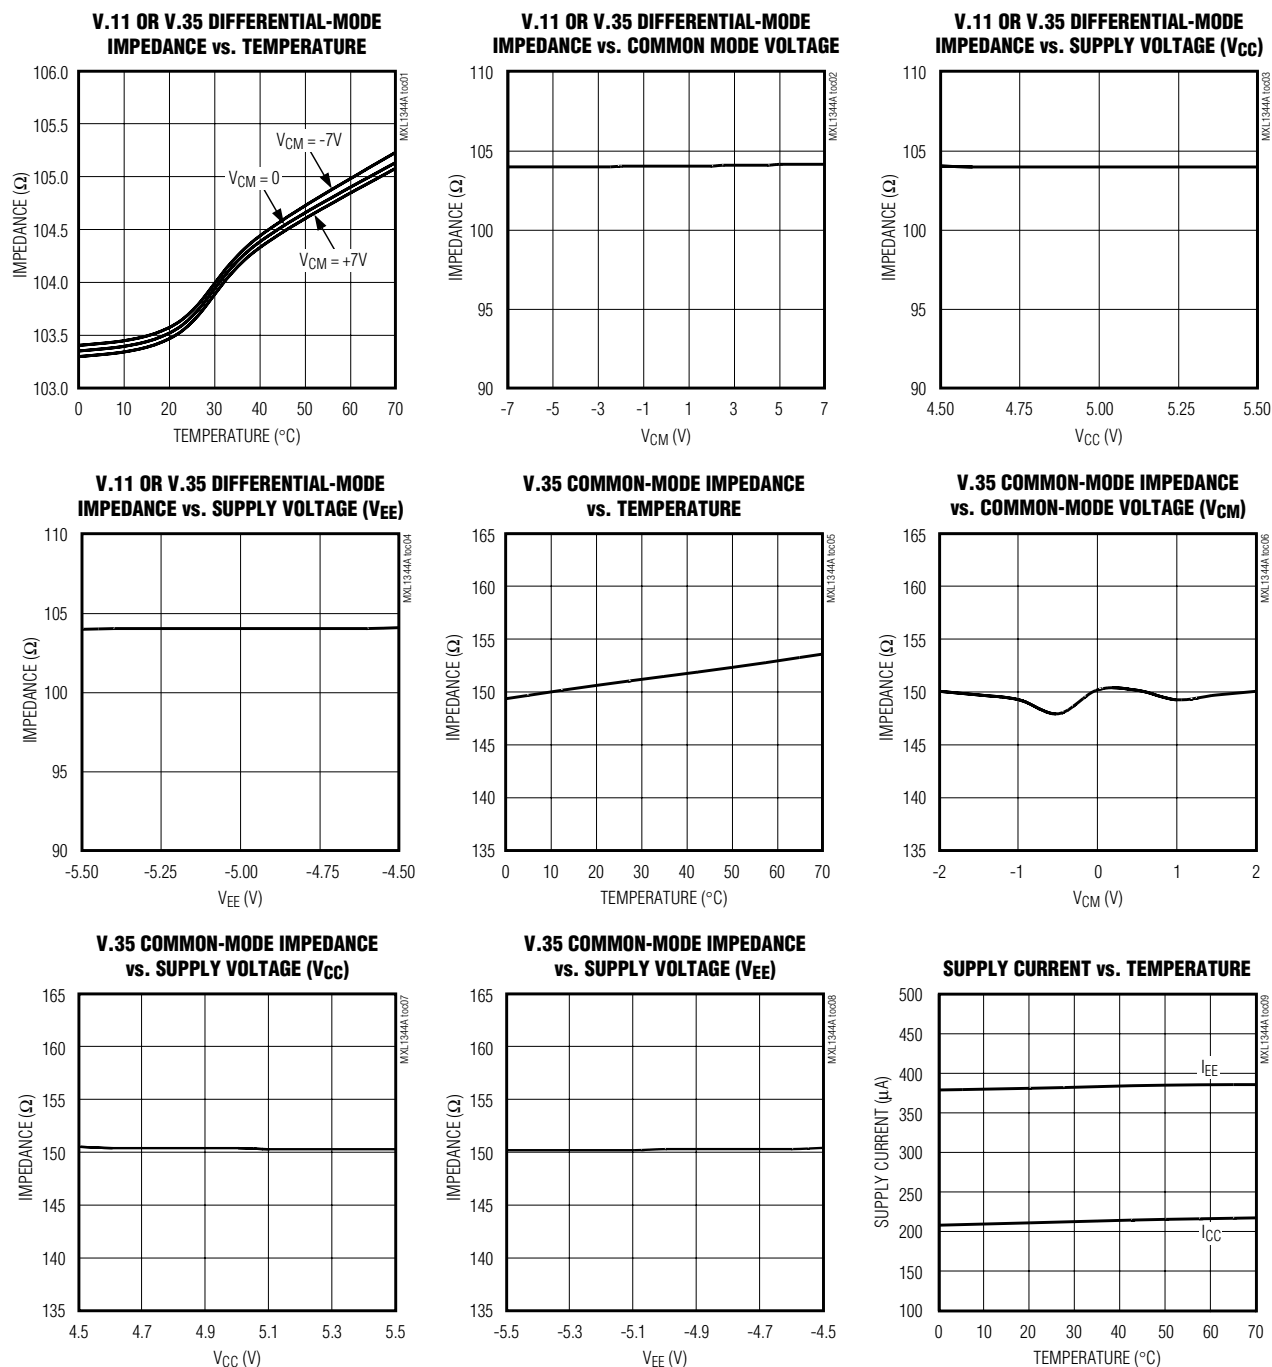 V.11 OR V.35 DIFFERENTIAL-MODE
IMPEDANCE vs. TEMPERATURE
MXL1344A toc01
106.0
105.5
105.0
104.5
104.0
103.5
103.0
IMPEDANCE (Ω)
VCM = -7V
VCM = 0
VCM = +7V
0 10 20 30 40 50 60 70
TEMPERATURE (°C)
V.11 OR V.35 DIFFERENTIAL-MODE
IMPEDANCE vs. COMMON MODE VOLTAGE
MXL1344A toc02
110
105
100
95
90
IMPEDANCE (Ω)
-7 -5 -3 -1 1 3 5 7
VCM (V)
V.11 OR V.35 DIFFERENTIAL-MODE
IMPEDANCE vs. SUPPLY VOLTAGE (VCC)
MXL1344A toc03
110
105
100
95
90
IMPEDANCE (Ω)
4.50 4.75 5.00 5.25 5.50
VCC (V)
V.11 OR V.35 DIFFERENTIAL-MODE
IMPEDANCE vs. SUPPLY VOLTAGE (VEE)
MXL1344A toc04
110
105
100
95
90
IMPEDANCE (Ω)
-5.50 -5.25 -5.00 -4.75 -4.50
VEE (V)
V.35 COMMON-MODE IMPEDANCE
vs. TEMPERATURE
MXL1344A toc05
165
160
155
150
145
140
135
IMPEDANCE (Ω)
0 10 20 30 40 50 60 70
TEMPERATURE (°C)
V.35 COMMON-MODE IMPEDANCE
vs. COMMON-MODE VOLTAGE (VCM)
MXL1344A toc06
165
160
155
150
145
140
135
IMPEDANCE (Ω)
-2 -1 0 1 2
VCM (V)
V.35 COMMON-MODE IMPEDANCE
vs. SUPPLY VOLTAGE (VCC)
MXL1344A toc07
165
160
155
150
145
140
135
IMPEDANCE (Ω)
4.5 4.7 4.9 5.1 5.3 5.5
VCC (V)
V.35 COMMON-MODE IMPEDANCE
vs. SUPPLY VOLTAGE (VEE)
MXL1344A toc08
165
160
155
150
145
140
135
IMPEDANCE (Ω)
-5.5 -5.3 -5.1 -4.9 -4.7 -4.5
VEE (V)
SUPPLY CURRENT vs. TEMPERATURE
MXL1344A toc09
500
450
400
350
300
250
200
150
100
SUPPLY CURRENT (µA)
IEE
ICC
0 10 20 30 40 50 60 70
TEMPERATURE (°C)